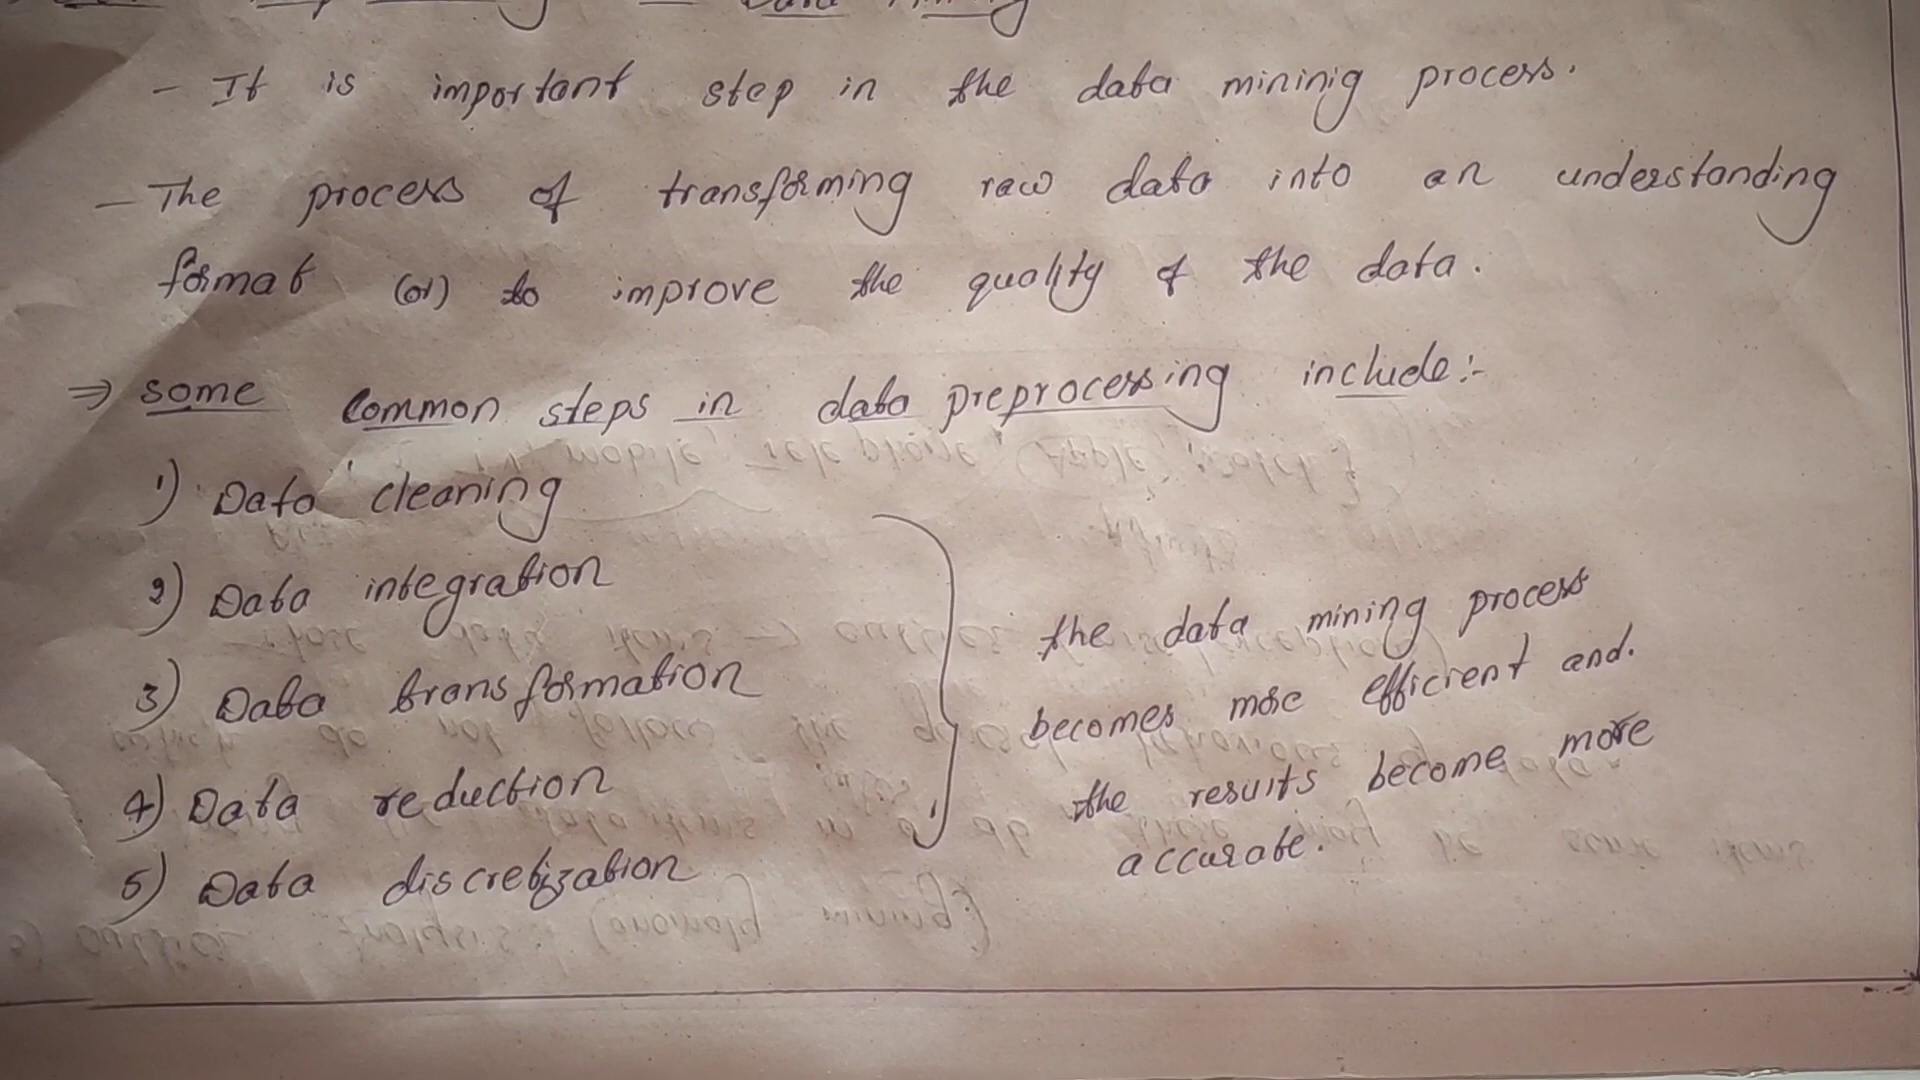 Data Mining
- It is important step in the data mininig process.
- The process of transforming raw data into an understanding
format (or) to improve the quality of the data.
⇒ some common steps in data preprocessing include:-
1) Data cleaning
2) Data integration
3) Data transformation
4) Data reduction
5) Data discretization
the data mining process
becomes more efficient and.
the results become more
accurate.